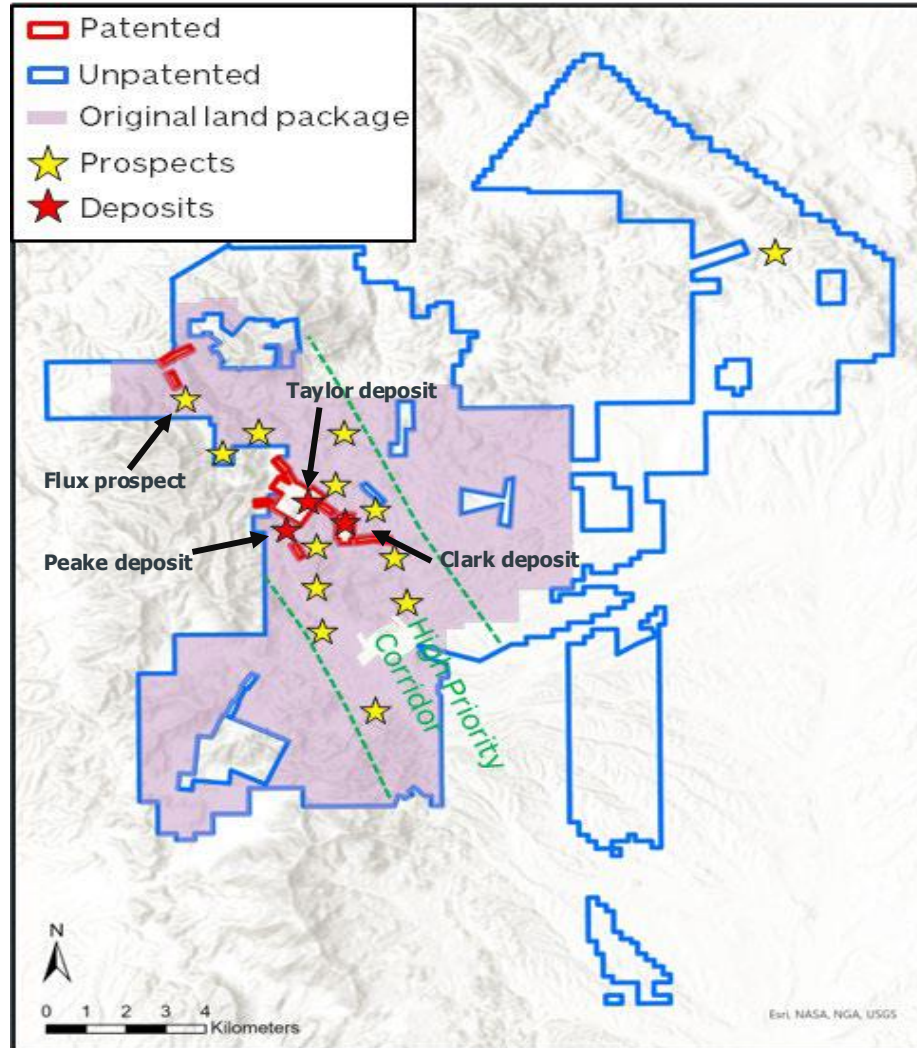 Patented
Unpatented
Original land package
Prospects
Deposits
Taylor deposit
Flux prospect
Peake deposit
Clark deposit
High Priority
Corridor
N
0 1 2 3 4
Kilometers
Esri, NASA, NGA, USGS